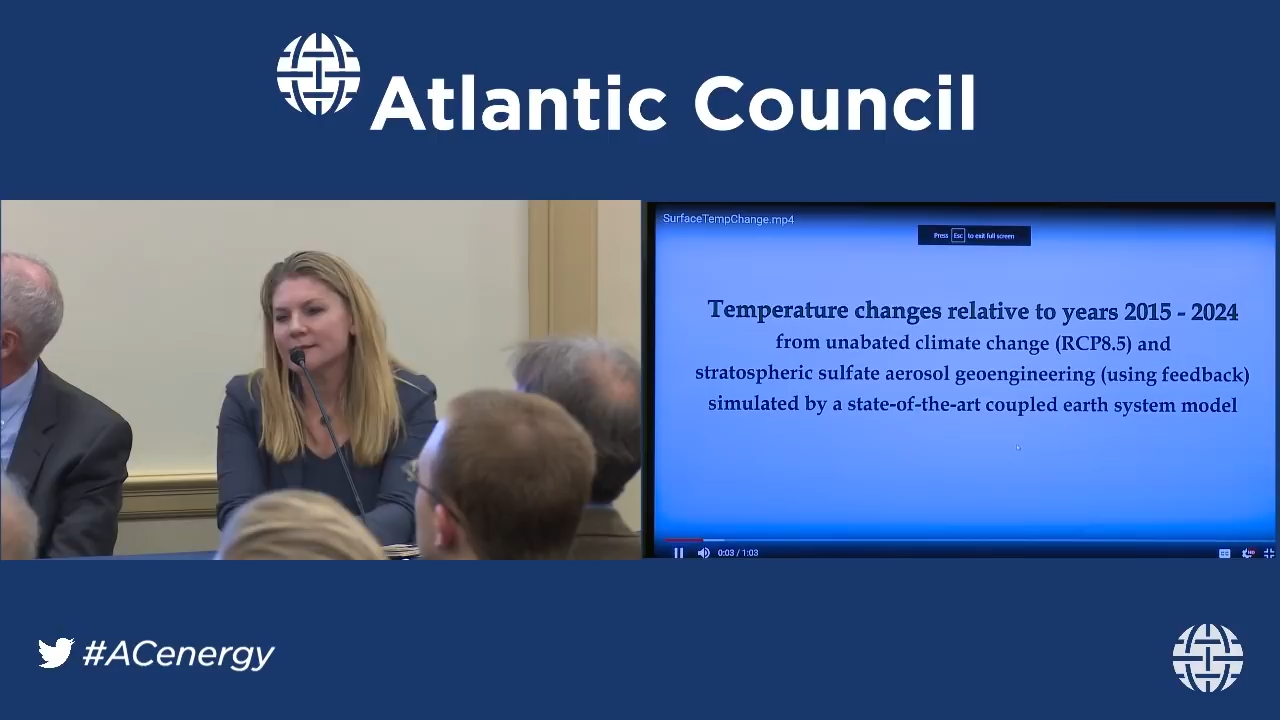 Atlantic Council
SurfaceTempChange.mp4
Press Esc to exit full screen
Temperature changes relative to years 2015 - 2024
from unabated climate change (RCP8.5) and
stratospheric sulfate aerosol geoengineering (using feedback)
simulated by a state-of-the-art coupled earth system model
0:03 / 1:03
CC
HD
#ACenergy